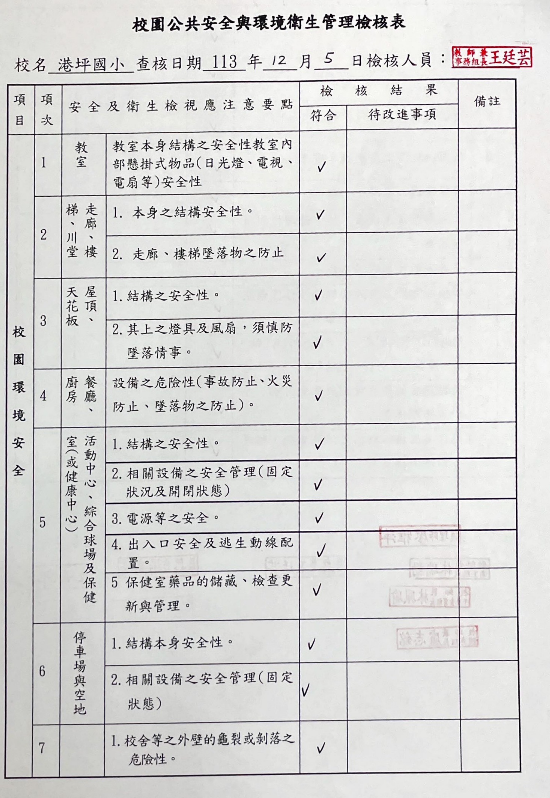 校園公共安全與環境衛生管理檢核表
校名 港坪國小 查核日期 113 年 12 月 5 日檢核人員： 教師兼事務組長 王廷芸
項目 項次 安全及衛生檢視應注意要點 檢核結果 備註
符合 待改進事項
校園環境安全
1 教室 教室本身結構之安全性教室內
部懸掛式物品(日光燈、電視、
電扇等)安全性 ✓
2 走廊、樓梯、川堂 1. 本身之結構安全性。 ✓
2. 走廊、樓梯墜落物之防止 ✓
3 屋頂、天花板 1.結構之安全性。 ✓
2.其上之燈具及風扇，須慎防
墜落情事。 ✓
4 餐廳、廚房 設備之危險性(事故防止、火災
防止、墜落物之防止)。 ✓
5 活動中心、綜合球場及保健室(或健康中心) 1.結構之安全性。 ✓
2.相關設備之安全管理(固定
狀況及開閉狀態) ✓
3.電源等之安全。 ✓
4.出入口安全及逃生動線配
置。 ✓
5 保健室藥品的儲藏、檢查更
新與管理。 ✓
6 停車場與空地 1.結構本身安全性。 ✓
2.相關設備之安全管理(固定
狀態) ✓
7 1.校舍等之外壁的龜裂或剝落之
危險性。 ✓